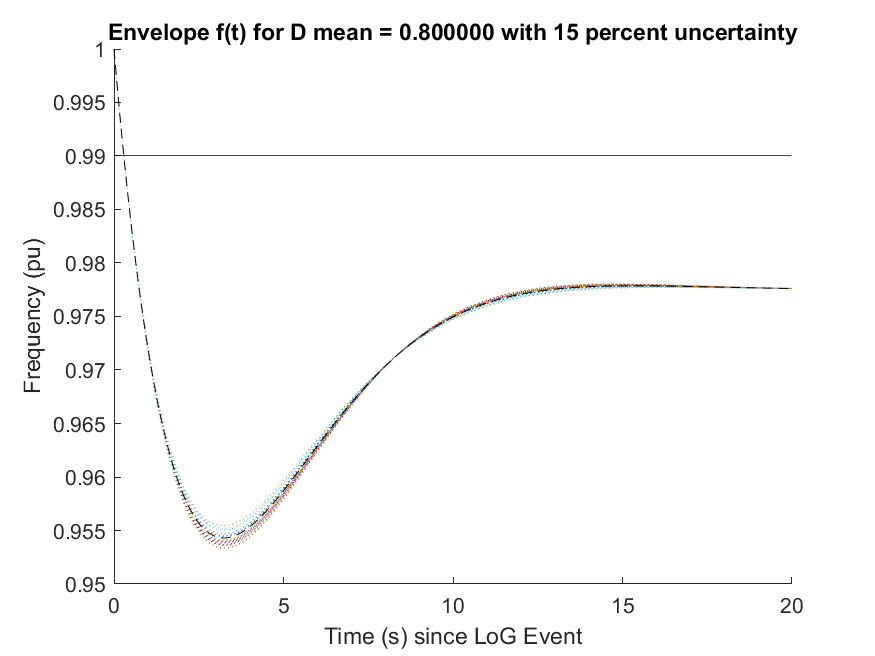 Envelope f(t) for D mean = 0.800000 with 15 percent uncertainty
1
0.995
0.99
0.985
0.98
0.975
0.97
0.965
0.96
0.955
0.95
Frequency (pu)
0 5 10 15 20
Time (s) since LoG Event